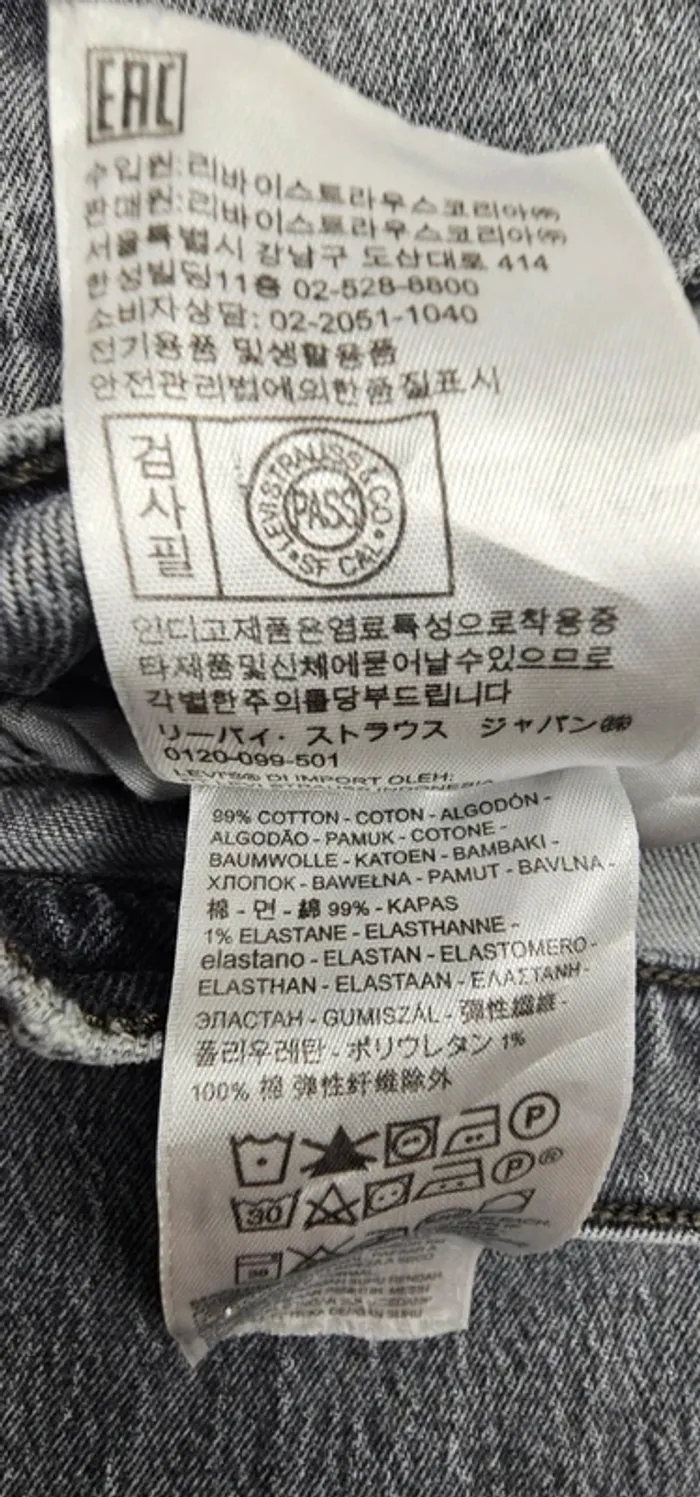 EAC
수입원:리바이스트라우스코리아㈜
판매원:리바이스트라우스코리아㈜
서울특별시 강남구 도산대로 414
한성빌딩11층 02-528-8800
소비자상담: 02-2051-1040
전기용품 및생활용품
안전관리법에의한품질표시
검사필
LEVI STRAUSS & CO
PASS
SF CAL
인디고제품은염료특성으로착용중
타제품및신체에묻어날수있으므로
각별한주의를당부드립니다
リーバイ・ストラウス ジャパン㈱
0120-099-501
LEVI'S® DI IMPORT OLEH:
INDONESIA
99% COTTON - COTON - ALGODÓN -
ALGODÃO - PAMUK - COTONE -
BAUMWOLLE - KATOEN - BAMBAKI -
ХЛОПОК - BAWEŁNA - PAMUT - BAVLNA -
棉 - 면 - 綿 99% - KAPAS
1% ELASTANE - ELASTHANNE -
elastano - ELASTAN - ELASTOMERO -
ELASTHAN - ELASTAAN - ΕΛΑΣΤΑΝΗ -
ЭЛАСТАН - GUMISZÁL - 彈性纖維 -
폴리우레탄 - ポリウレタン 1%
100% 棉 弹性纤维除外
P
30 P®
30